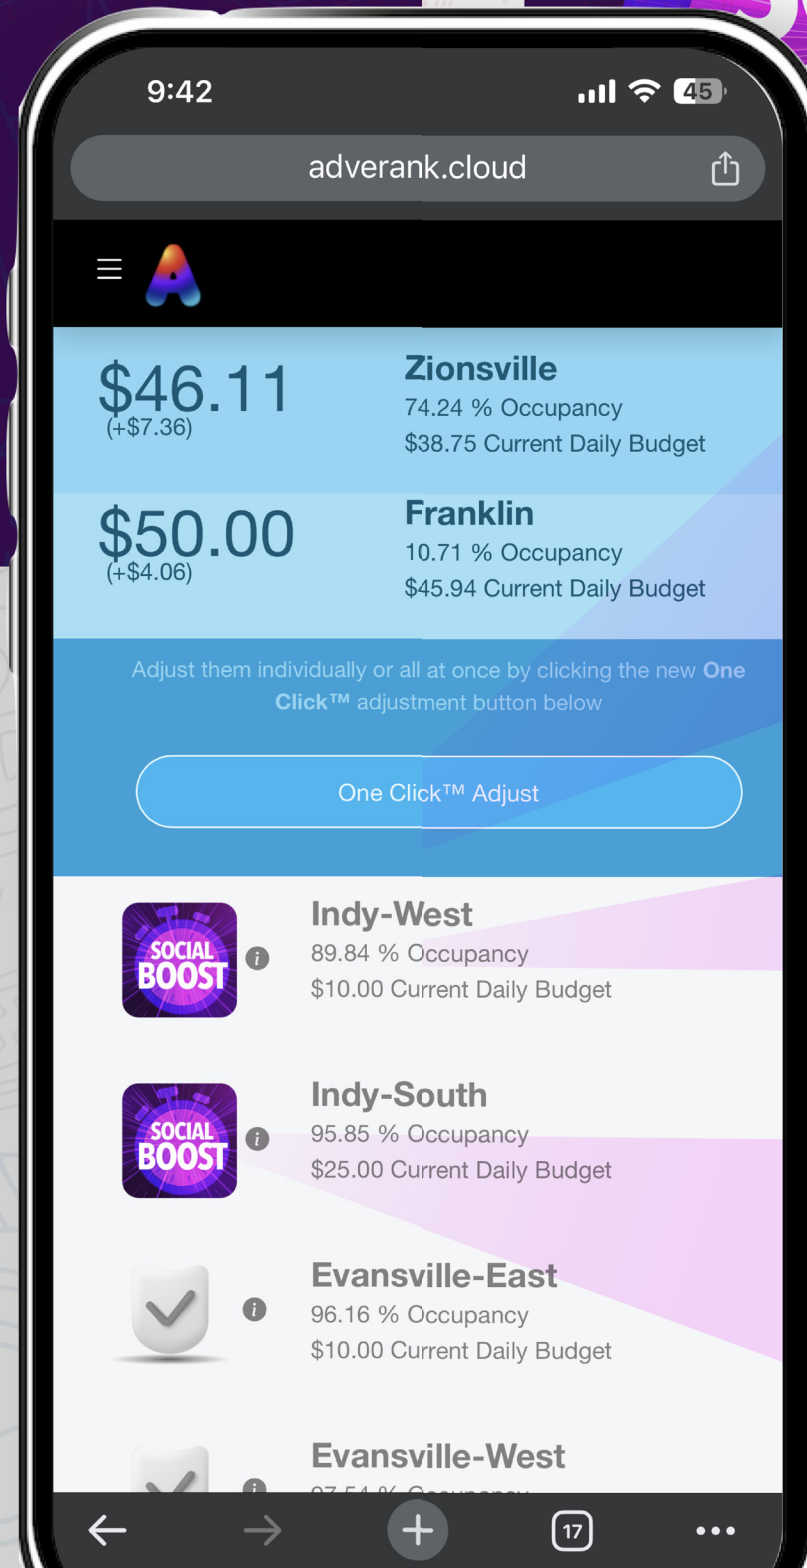 9:42
45
adverank.cloud
$46.11
(+$7.36)
Zionsville
74.24 % Occupancy
$38.75 Current Daily Budget
$50.00
(+$4.06)
Franklin
10.71 % Occupancy
$45.94 Current Daily Budget
Adjust them individually or all at once by clicking the new One
Click™ adjustment button below
One Click™ Adjust
SOCIAL
BOOST
Indy-West
89.84 % Occupancy
$10.00 Current Daily Budget
SOCIAL
BOOST
Indy-South
95.85 % Occupancy
$25.00 Current Daily Budget
Evansville-East
96.16 % Occupancy
$10.00 Current Daily Budget
Evansville-West
97.54 % Occupancy
17